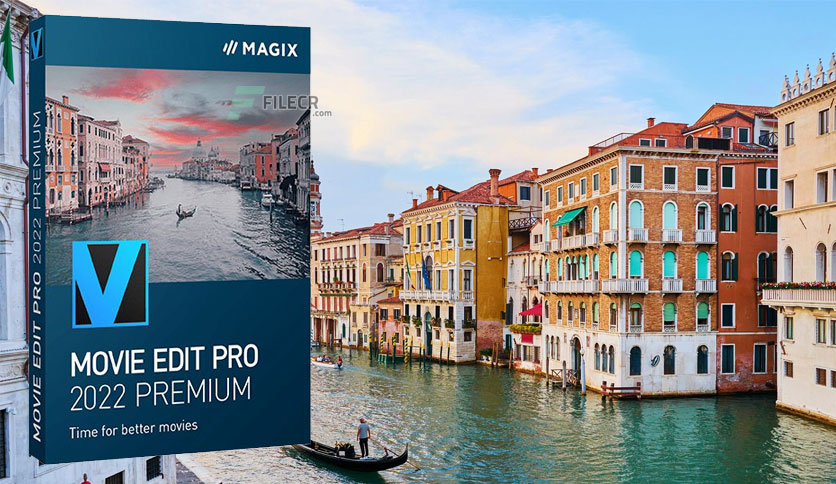 MAGIX
FILECR
.com
MOVIE EDIT PRO
2022 PREMIUM
Time for better movies
MOVIE EDIT PRO 2022 PREMIUM